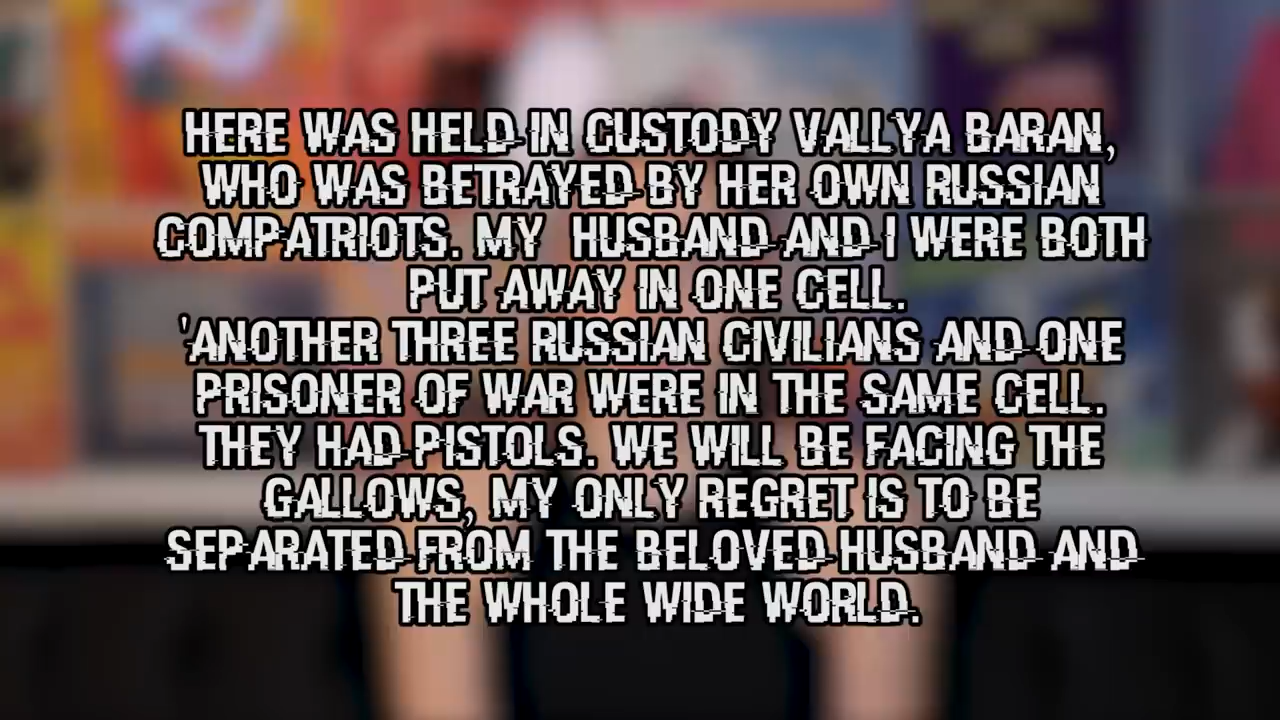 HERE WAS HELD IN CUSTODY VALLYA BARAN,
WHO WAS BETRAYED BY HER OWN RUSSIAN
COMPATRIOTS. MY HUSBAND AND I WERE BOTH
PUT AWAY IN ONE CELL.
'ANOTHER THREE RUSSIAN CIVILIANS AND ONE
PRISONER OF WAR WERE IN THE SAME CELL.
THEY HAD PISTOLS. WE WILL BE FACING THE
GALLOWS, MY ONLY REGRET IS TO BE
SEPARATED FROM THE BELOVED HUSBAND AND
THE WHOLE WIDE WORLD.